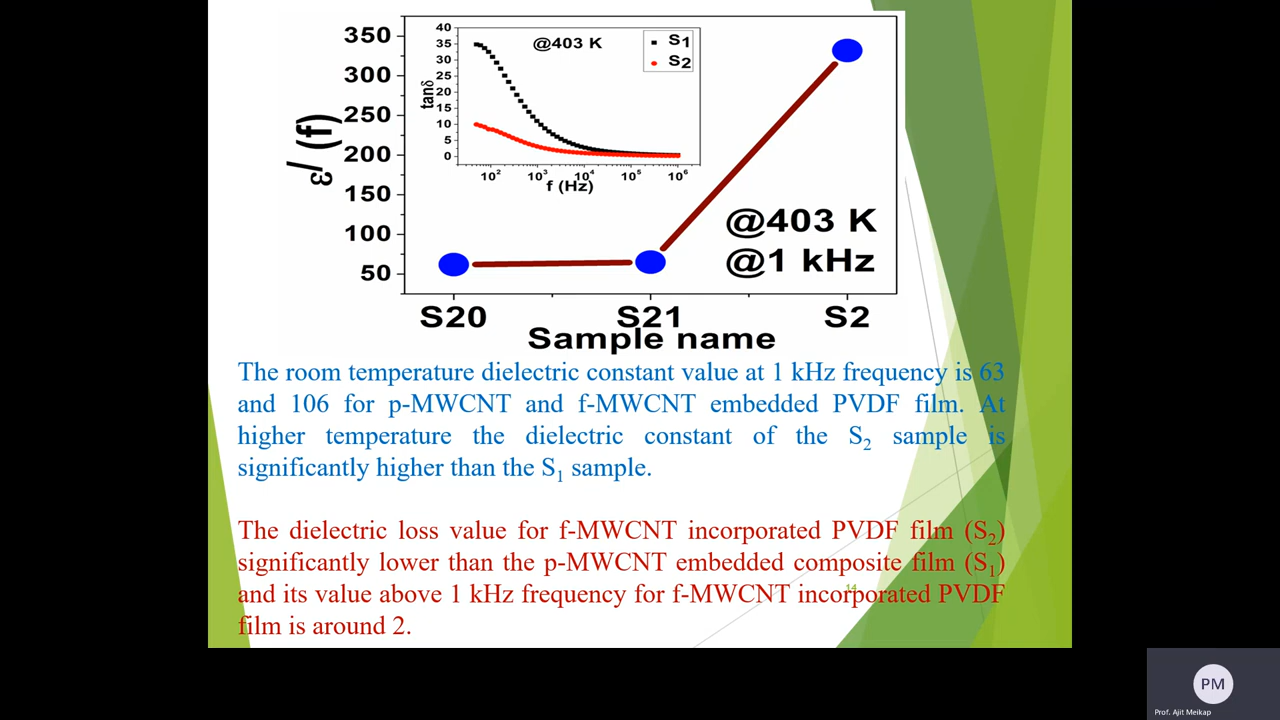 350
300
250
200
150
100
50
ε/ (f)
40
35
30
25
20
15
10
5
0
tanδ
@403 K
S1
S2
10² 10³ 10⁴ 10⁵ 10⁶
f (Hz)
@403 K
@1 kHz
S20 S21 S2
Sample name
The room temperature dielectric constant value at 1 kHz frequency is 63
and 106 for p-MWCNT and f-MWCNT embedded PVDF film. At
higher temperature the dielectric constant of the S₂ sample is
significantly higher than the S₁ sample.
The dielectric loss value for f-MWCNT incorporated PVDF film (S₂)
significantly lower than the p-MWCNT embedded composite film (S₁)
and its value above 1 kHz frequency for f-MWCNT incorporated PVDF
film is around 2.
14
PM
Prof. Ajit Meikap